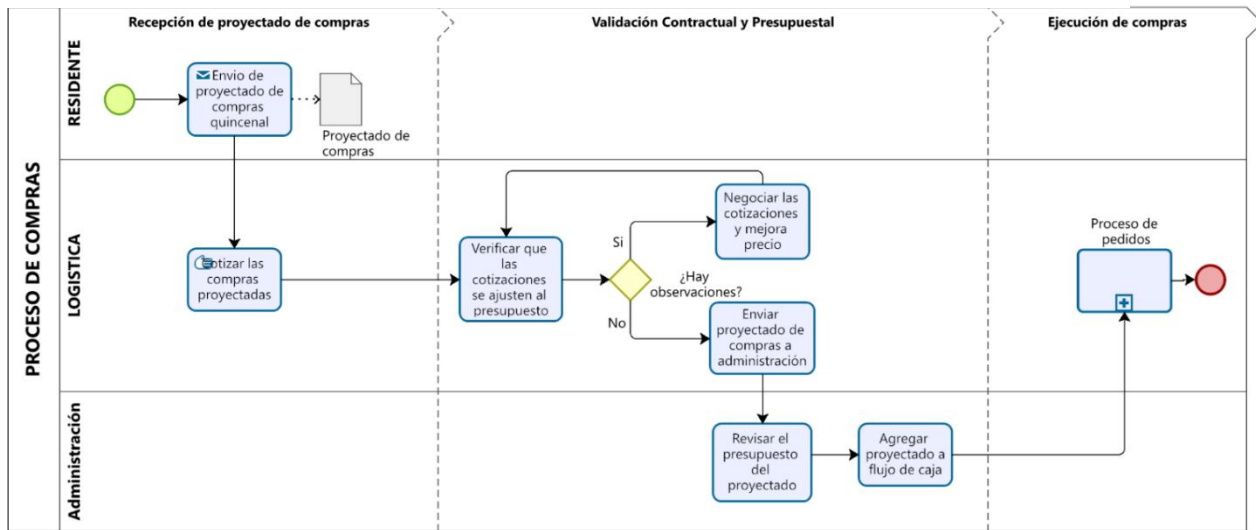 Recepción de proyectado de compras
Validación Contractual y Presupuestal
Ejecución de compras
PROCESO DE COMPRAS
RESIDENTE
Envio de
proyectado de
compras
quincenal
Proyectado de
compras
LOGISTICA
Cotizar las
compras
proyectadas
Verificar que
las
cotizaciones
se ajusten al
presupuesto
Si
¿Hay
observaciones?
No
Negociar las
cotizaciones
y mejora
precio
Enviar
proyectado de
compras a
administración
Proceso de
pedidos
Administración
Revisar el
presupuesto
del
proyectado
Agregar
proyectado a
flujo de caja